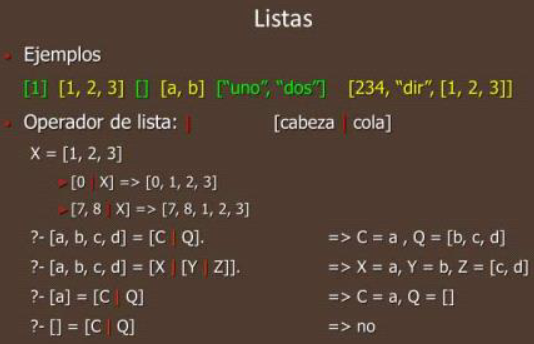 Listas
Ejemplos
[1] [1, 2, 3] [] [a, b] ["uno", "dos"] [234, "dir", [1, 2, 3]]
Operador de lista: | [cabeza | cola]
X = [1, 2, 3]
[0 | X] => [0, 1, 2, 3]
[7, 8 | X] => [7, 8, 1, 2, 3]
?- [a, b, c, d] = [C | Q]. => C = a , Q = [b, c, d]
?- [a, b, c, d] = [X | [Y | Z]]. => X = a, Y = b, Z = [c, d]
?- [a] = [C | Q] => C = a, Q = []
?- [] = [C | Q] => no